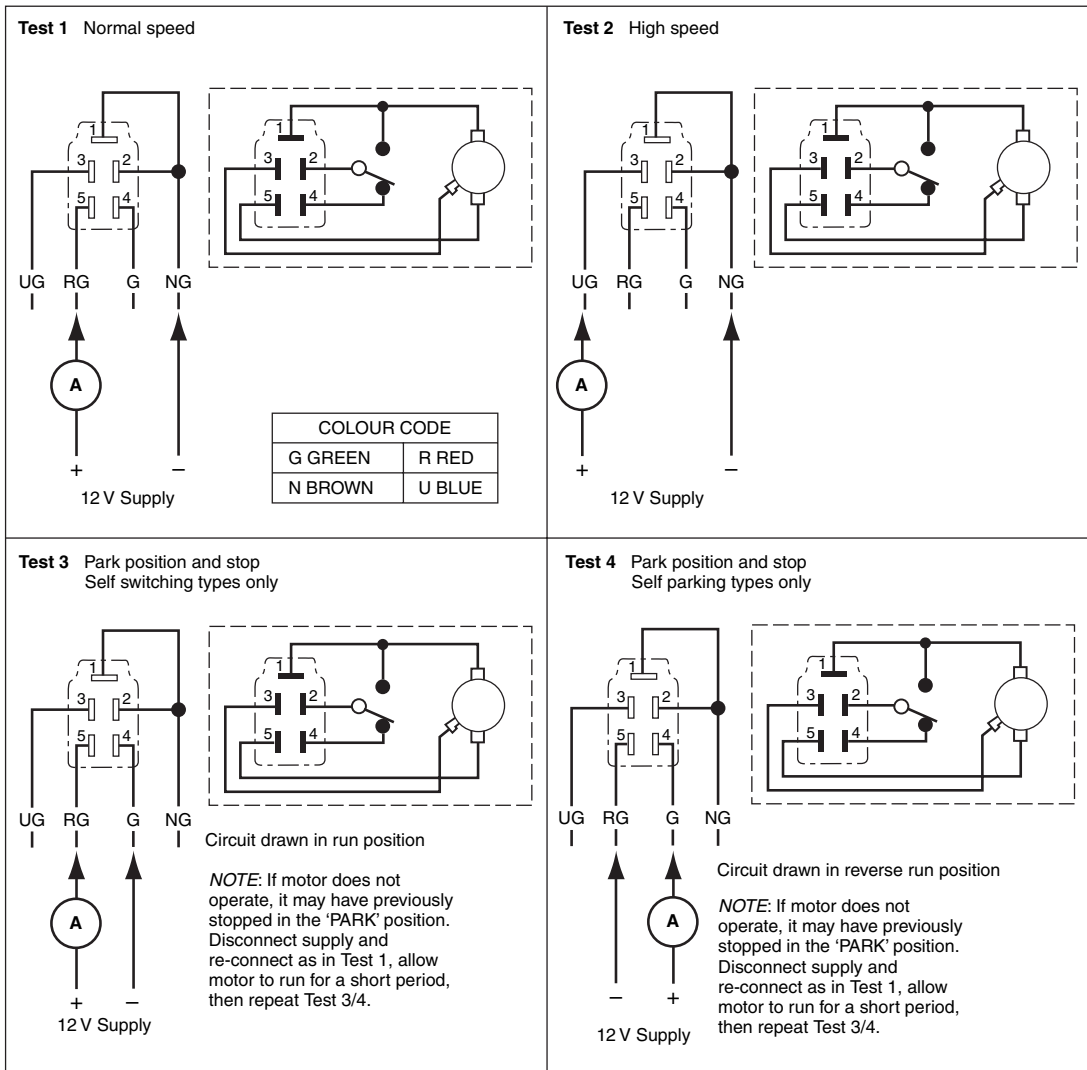 Test 1 Normal speed
1
3 2
5 4
UG RG G NG
A
+ –
12 V Supply
1
3 2
5 4
COLOUR CODE
G GREEN R RED
N BROWN U BLUE
Test 2 High speed
1
3 2
5 4
UG RG G NG
A
+ –
12 V Supply
1
3 2
5 4
Test 3 Park position and stop
Self switching types only
1
3 2
5 4
UG RG G NG
A
+ –
12 V Supply
1
3 2
5 4
Circuit drawn in run position
NOTE: If motor does not
operate, it may have previously
stopped in the ‘PARK’ position.
Disconnect supply and
re-connect as in Test 1, allow
motor to run for a short period,
then repeat Test 3/4.
Test 4 Park position and stop
Self parking types only
1
3 2
5 4
UG RG G NG
A
– +
12 V Supply
1
3 2
5 4
Circuit drawn in reverse run position
NOTE: If motor does not
operate, it may have previously
stopped in the ‘PARK’ position.
Disconnect supply and
re-connect as in Test 1, allow
motor to run for a short period,
then repeat Test 3/4.